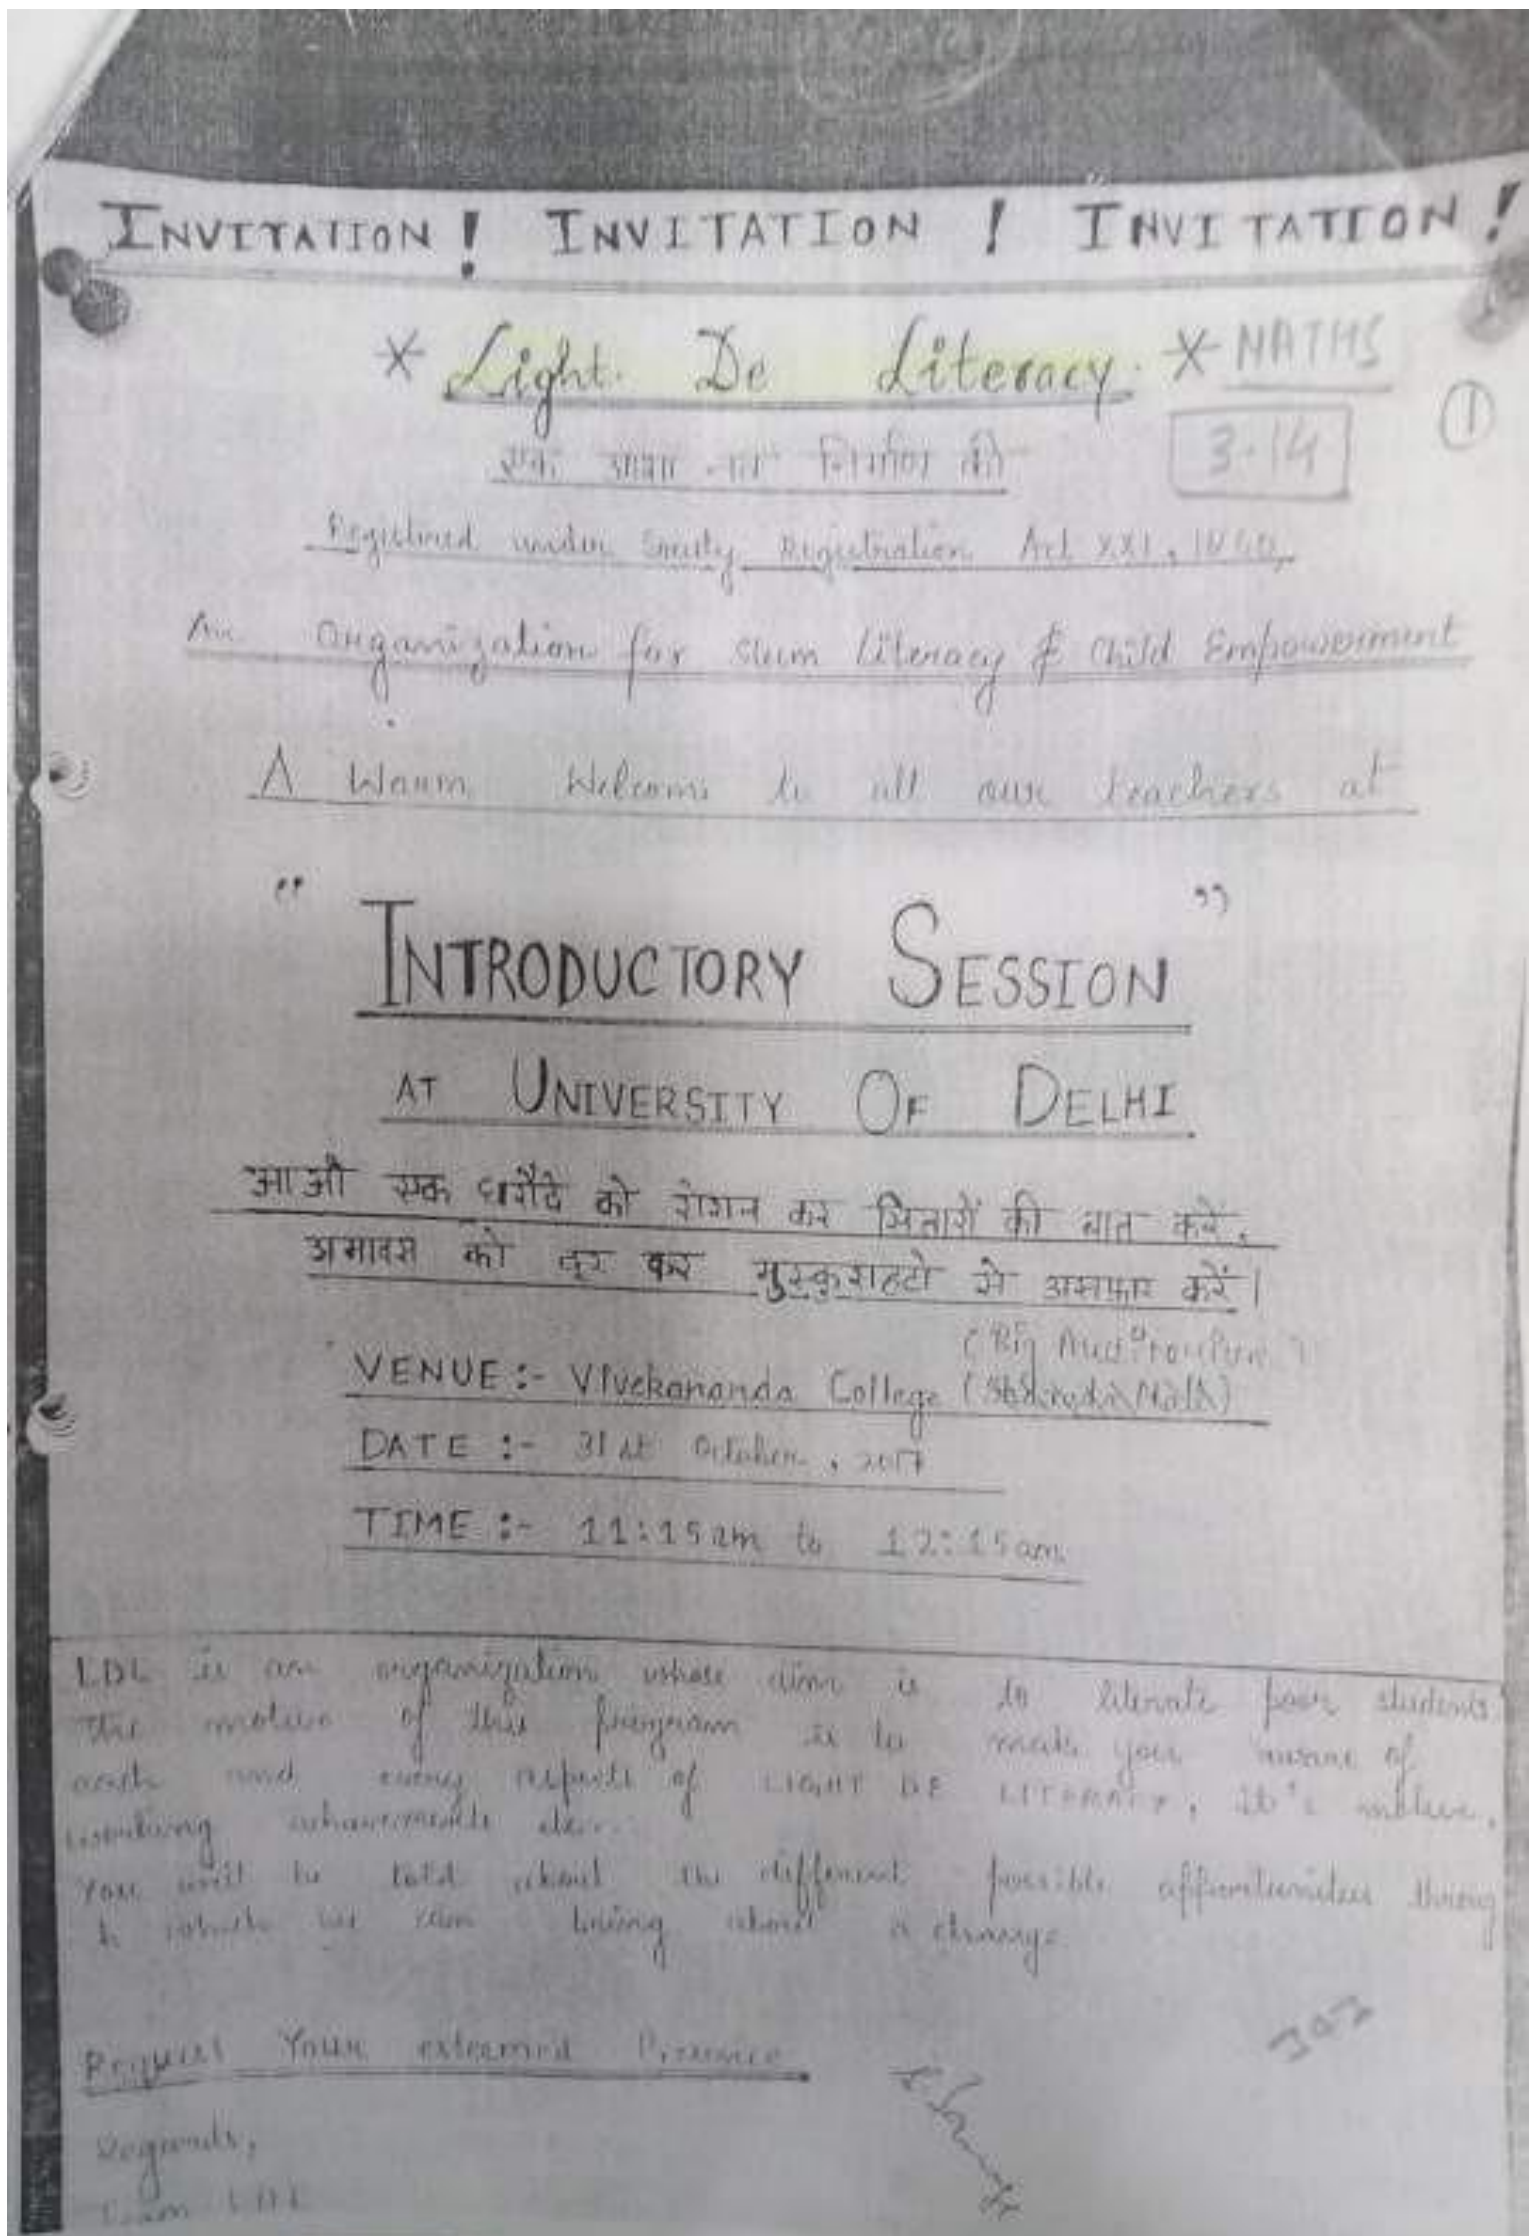 INVITATION! INVITATION! INVITATION!
* Light De Literacy * MATHS
①
एक आशा नव निर्माण की
3.14
Registered under Society Registration Act XXI, 1860,
An Organization for Slum Literacy & Child Empowerment
A Warm Welcome to all our teachers at
" INTRODUCTORY SESSION "
AT UNIVERSITY OF DELHI
आओ एक घरौंदे को रोशन कर सितारों की बात करें,
अमावस को दूर कर मुस्कुराहटो से अफ़्तार करें।
(Big Auditorium)
VENUE :- Vivekananda College
DATE :- 31st October, 2017
TIME :- 11:15am to 12:15am
LDL is an organization whose aim is to literate poor students.
The motive of this program is to make you aware of
each and every aspects of LIGHT DE LITERACY, it's motive,
working achievements etc...
You will be told about the different possible opportunities throug
h which we can bring about a change.
Request Your esteemed Presence
Regards,
Team LDL